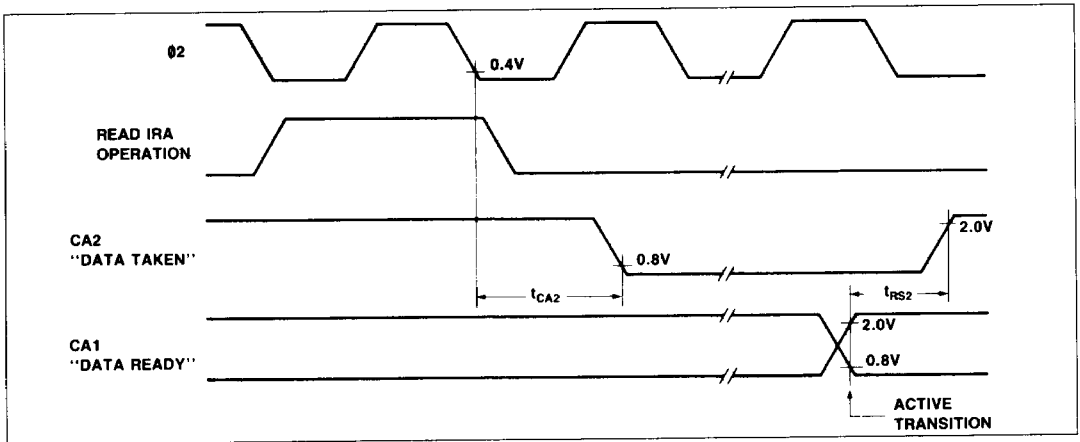 Φ2
0.4V
READ IRA
OPERATION
CA2
"DATA TAKEN"
0.8V
2.0V
tCA2
tRS2
CA1
"DATA READY"
2.0V
0.8V
ACTIVE
TRANSITION